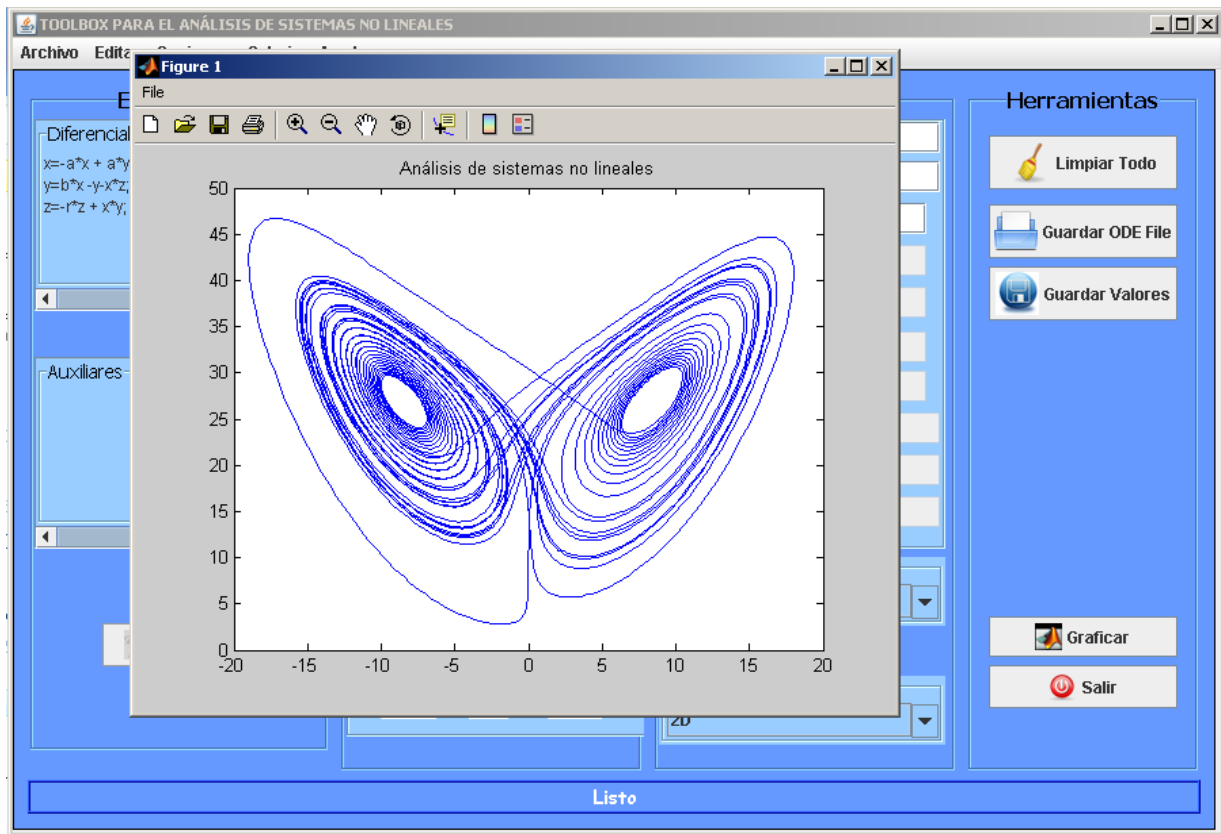 TOOLBOX PARA EL ANÁLISIS DE SISTEMAS NO LINEALES
Archivo
Figure 1
File
Diferencial
x=-a*x + a*y
y=b*x -y-x*z;
z=-r*z + x*y;
Auxiliares
Análisis de sistemas no lineales
50
45
40
35
30
25
20
15
10
5
0
-20 -15 -10 -5 0 5 10 15 20
2D
Herramientas
Limpiar Todo
Guardar ODE File
Guardar Valores
Graficar
Salir
Listo